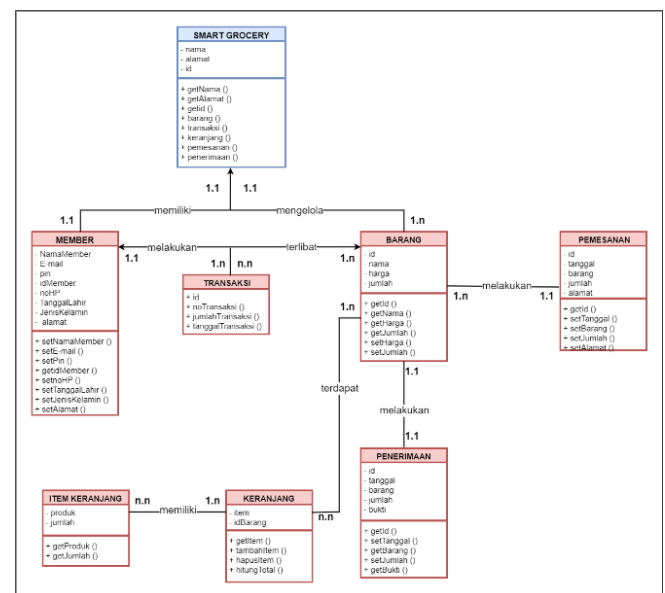 SMART GROCERY
- nama
- alamat
- id
+ getNama ()
+ getAlamat ()
+ getid ()
+ barang ()
+ transaksi ()
+ keranjang ()
+ pemesanan ()
+ penerimaan ()
1.1 1.1
memiliki mengelola
1.1 1.n
MEMBER
- NamaMember
- E-mail
- pin
- idMember
- noHP
- TanggalLahir
- JenisKelamin
- alamat
+ setNamaMember ()
+ setE-mail ()
+ setPin ()
+ getidMember ()
+ setnoHP ()
+ setTanggalLahir ()
+ setJenisKelamin ()
+ setAlamat ()
melakukan terlibat
1.1 1.n n.n 1.n
TRANSAKSI
+ id
+ noTransaksi ()
+ jumlahTransaksi ()
+ tanggalTransaksi ()
BARANG
- id
- nama
- harga
- jumlah
+ getId ()
+ getNama ()
+ getHarga ()
+ getJumlah ()
+ setHarga ()
+ setJumlah ()
melakukan
1.n 1.1
PEMESANAN
- id
- tanggal
- barang
- jumlah
- alamat
+ getId ()
+ setTanggal ()
+ setBarang ()
+ setJumlah ()
+ setAlamat ()
1.n
terdapat
n.n
1.1
melakukan
1.1
PENERIMAAN
- id
- tanggal
- barang
- jumlah
- bukti
+ getId ()
+ setTanggal ()
+ getBarang ()
+ setJumlah ()
+ getBukti ()
ITEM KERANJANG
- produk
- jumlah
+ getProduk ()
+ getJumlah ()
n.n 1.n
memiliki
KERANJANG
- item
- idBarang
+ getItem ()
+ tambahItem ()
+ hapusItem ()
+ hitungTotal ()